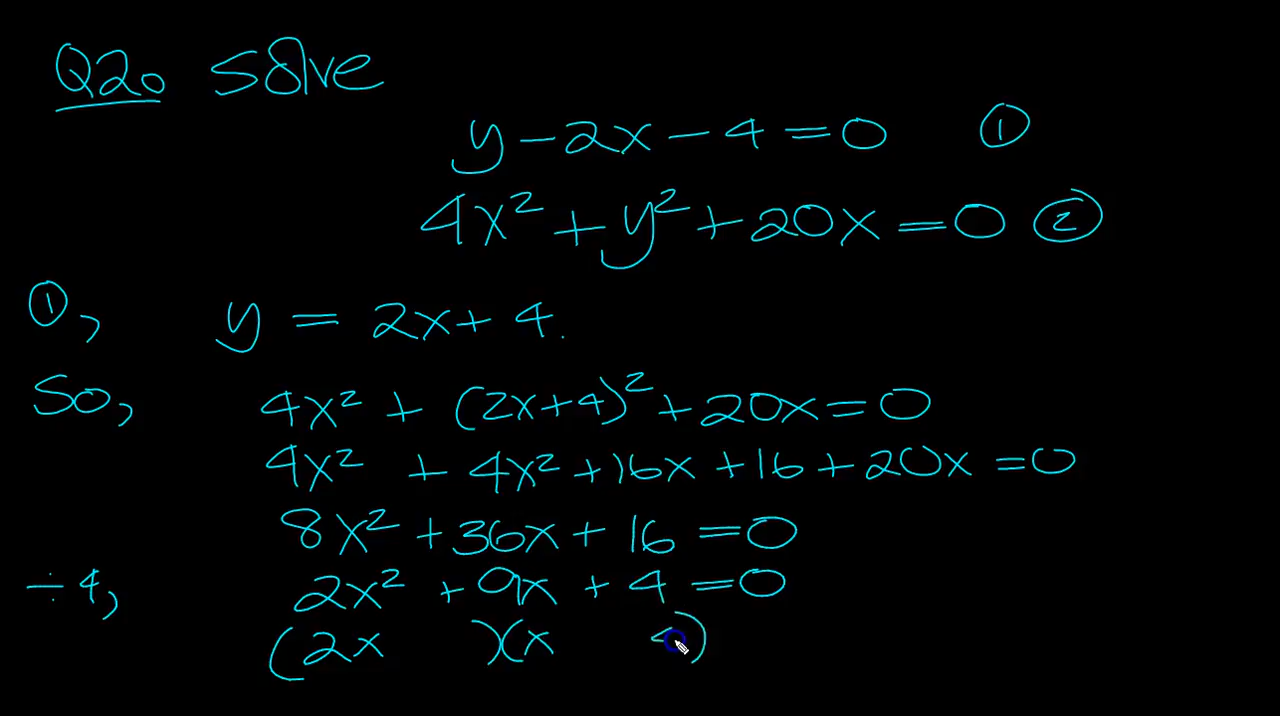 Q20 Solve
y - 2x - 4 = 0 ①
4x² + y² + 20x = 0 ②
①, y = 2x + 4.
So, 4x² + (2x+4)² + 20x = 0
4x² + 4x² + 16x + 16 + 20x = 0
8x² + 36x + 16 = 0
÷4, 2x² + 9x + 4 = 0
(2x )(x )